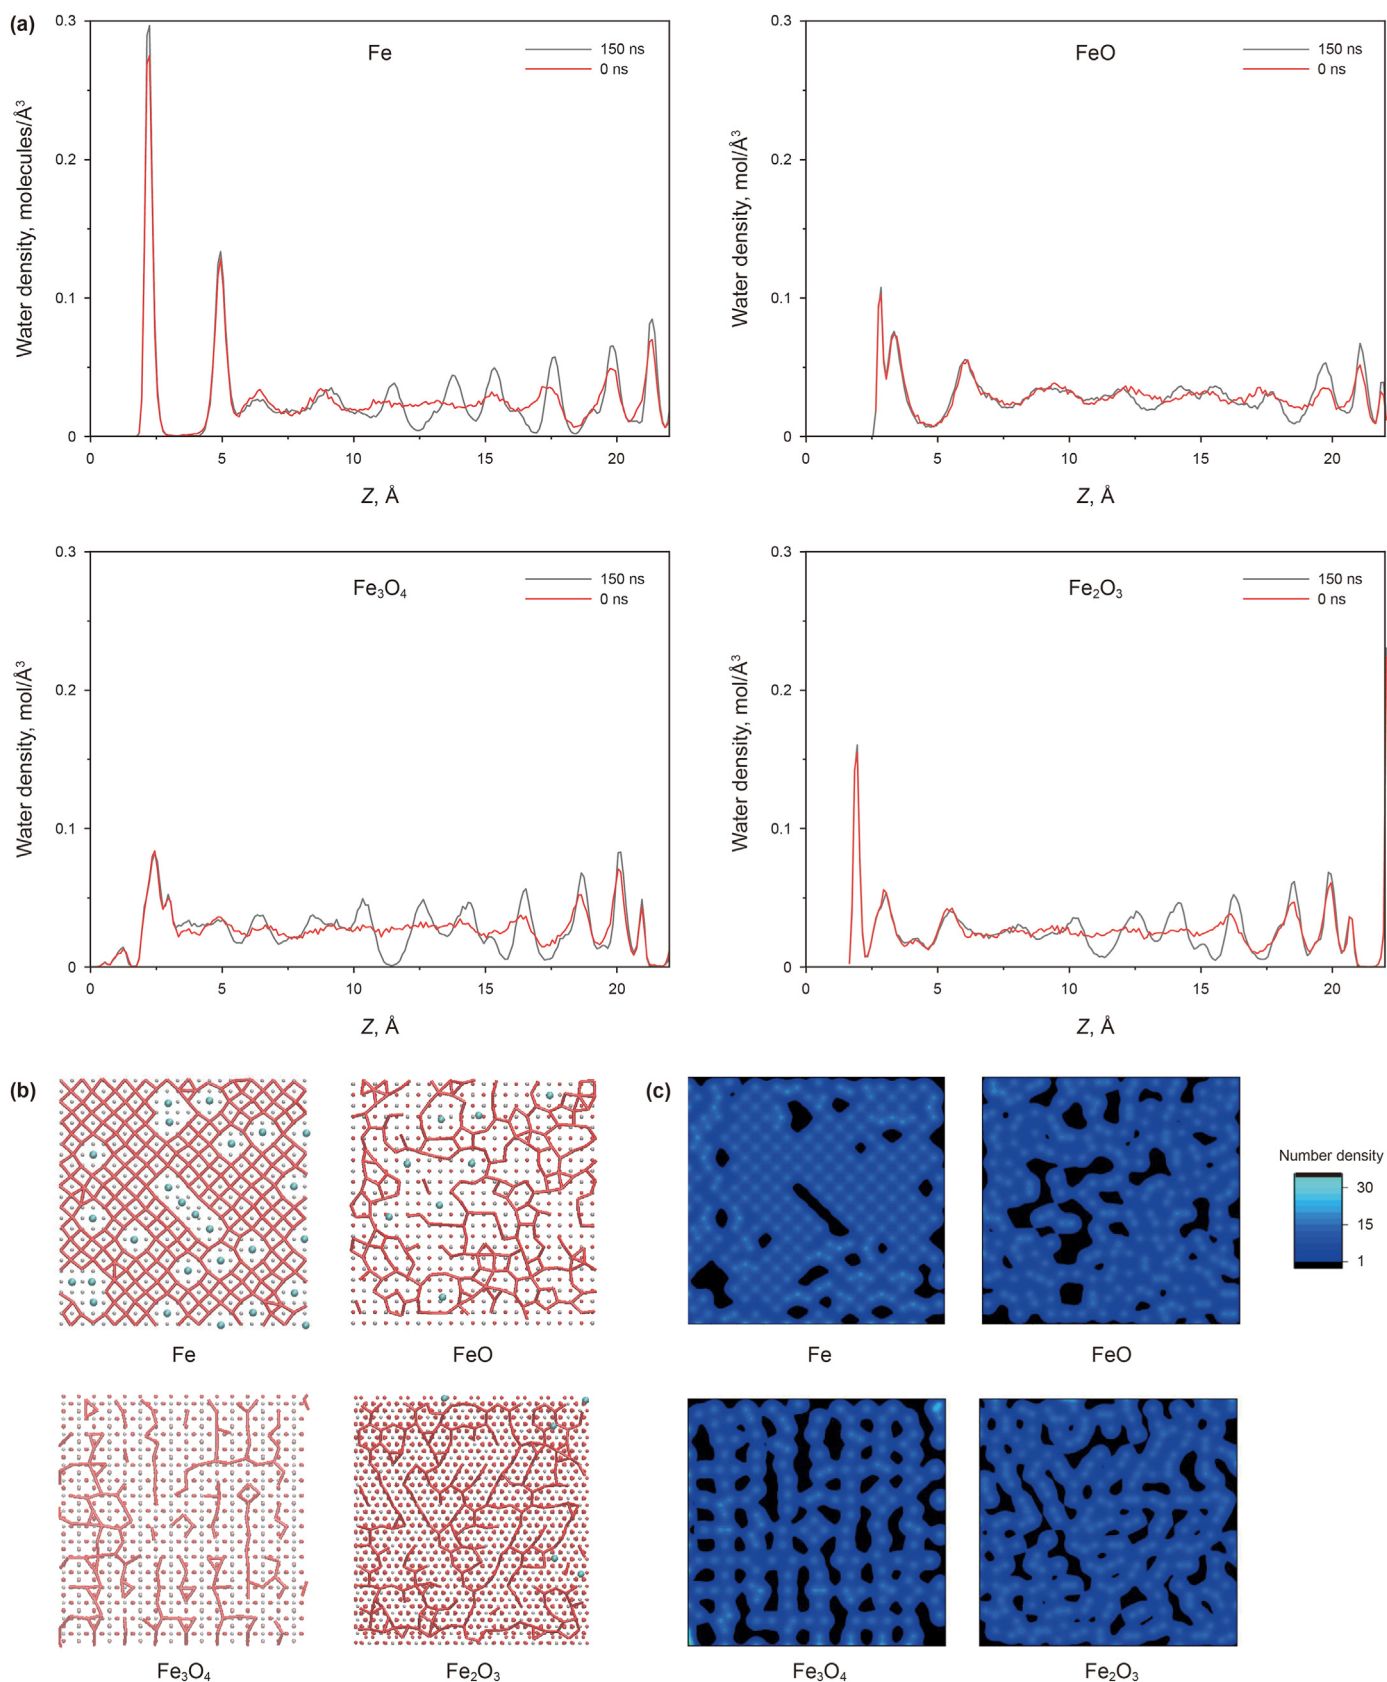 (a)
Fe
150 ns
0 ns
Water density, molecules/Å³
0.3
0.2
0.1
0
0 5 10 15 20
Z, Å
FeO
150 ns
0 ns
Water density, mol/Å³
0.3
0.2
0.1
0
0 5 10 15 20
Z, Å
Fe₃O₄
150 ns
0 ns
Water density, mol/Å³
0.3
0.2
0.1
0
0 5 10 15 20
Z, Å
Fe₂O₃
150 ns
0 ns
Water density, mol/Å³
0.3
0.2
0.1
0
0 5 10 15 20
Z, Å
(b)
Fe
FeO
Fe₃O₄
Fe₂O₃
(c)
Fe
FeO
Fe₃O₄
Fe₂O₃
Number density
30
15
1